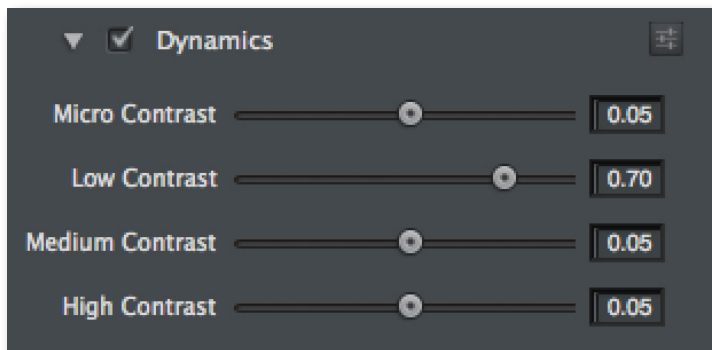 Dynamics
Micro Contrast 0.05
Low Contrast 0.70
Medium Contrast 0.05
High Contrast 0.05